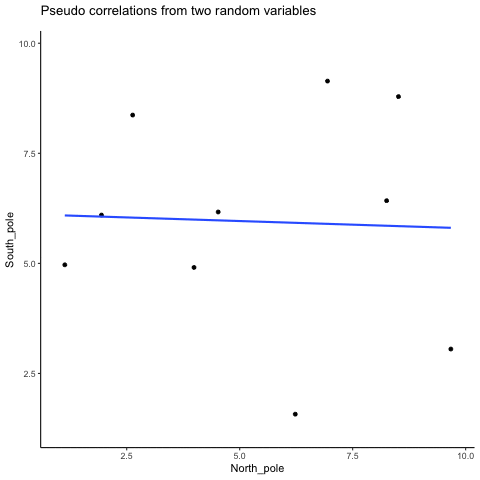 Pseudo correlations from two random variables
10.0
7.5
5.0
2.5
South_pole
2.5 5.0 7.5 10.0
North_pole